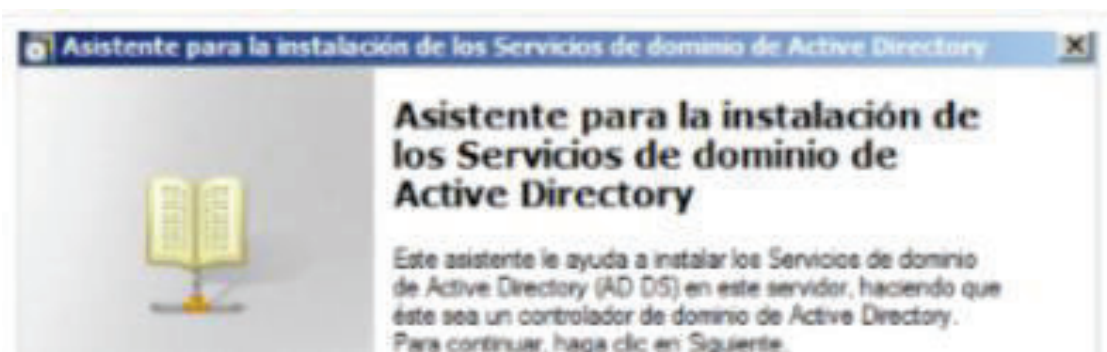 Asistente para la instalación de los Servicios de dominio de Active Directory
Asistente para la instalación de
los Servicios de dominio de
Active Directory
Este asistente le ayuda a instalar los Servicios de dominio
de Active Directory (AD DS) en este servidor, haciendo que
éste sea un controlador de dominio de Active Directory.
Para continuar, haga clic en Siguiente.